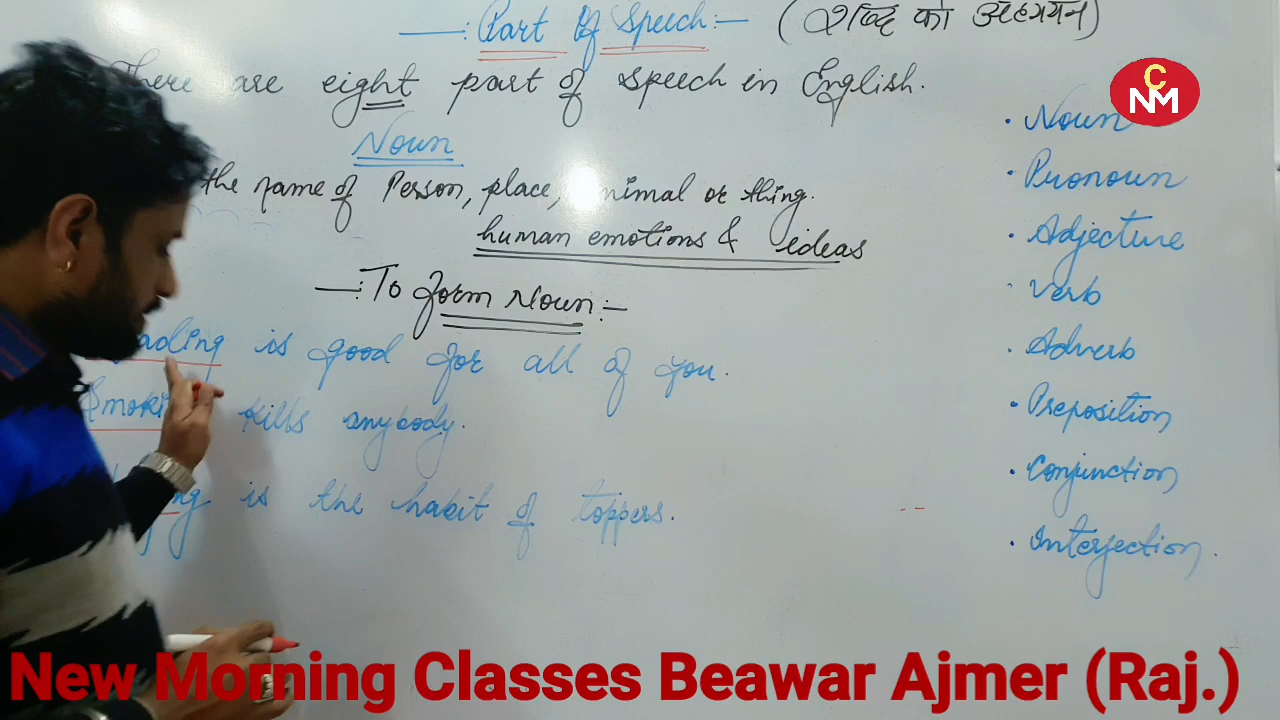 Part Of Speech:- (शब्दि का अध्ययन)
There are eight part of speech in English.
Noun
the name of Person, place, animal or thing.
human emotions & ideas
To form Noun:-
is good for all of you.
kills anybody.
is the habit of toppers.
• Noun
• Pronoun
• Adjective
• Verb
• Adverb
• Preposition
• Conjunction
• Interjection.
CNM
New Morning Classes Beawar Ajmer (Raj.)